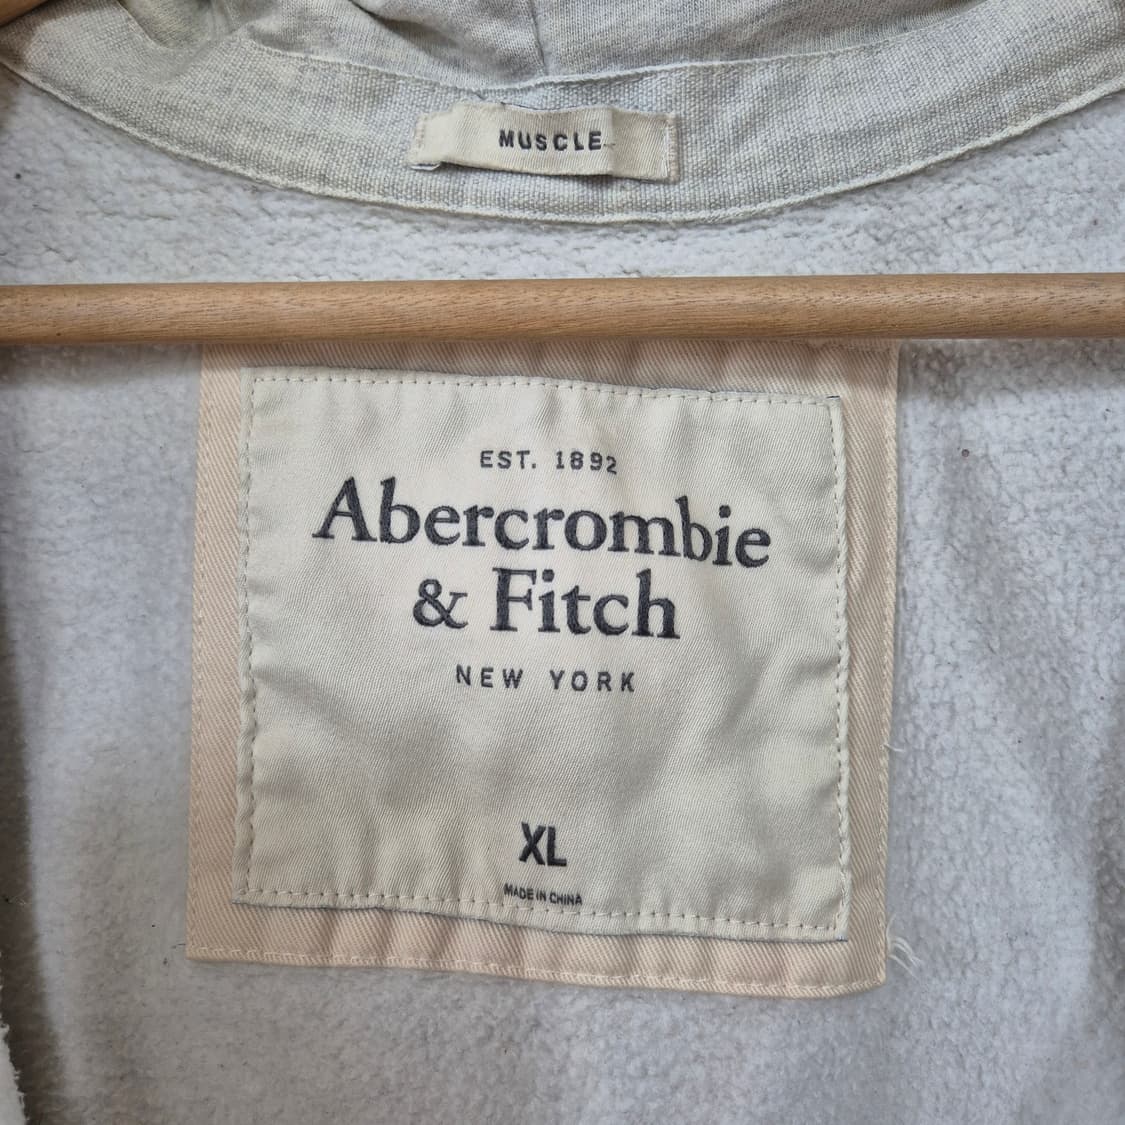 MUSCLE
EST. 1892
Abercrombie
& Fitch
NEW YORK
XL
MADE IN CHINA